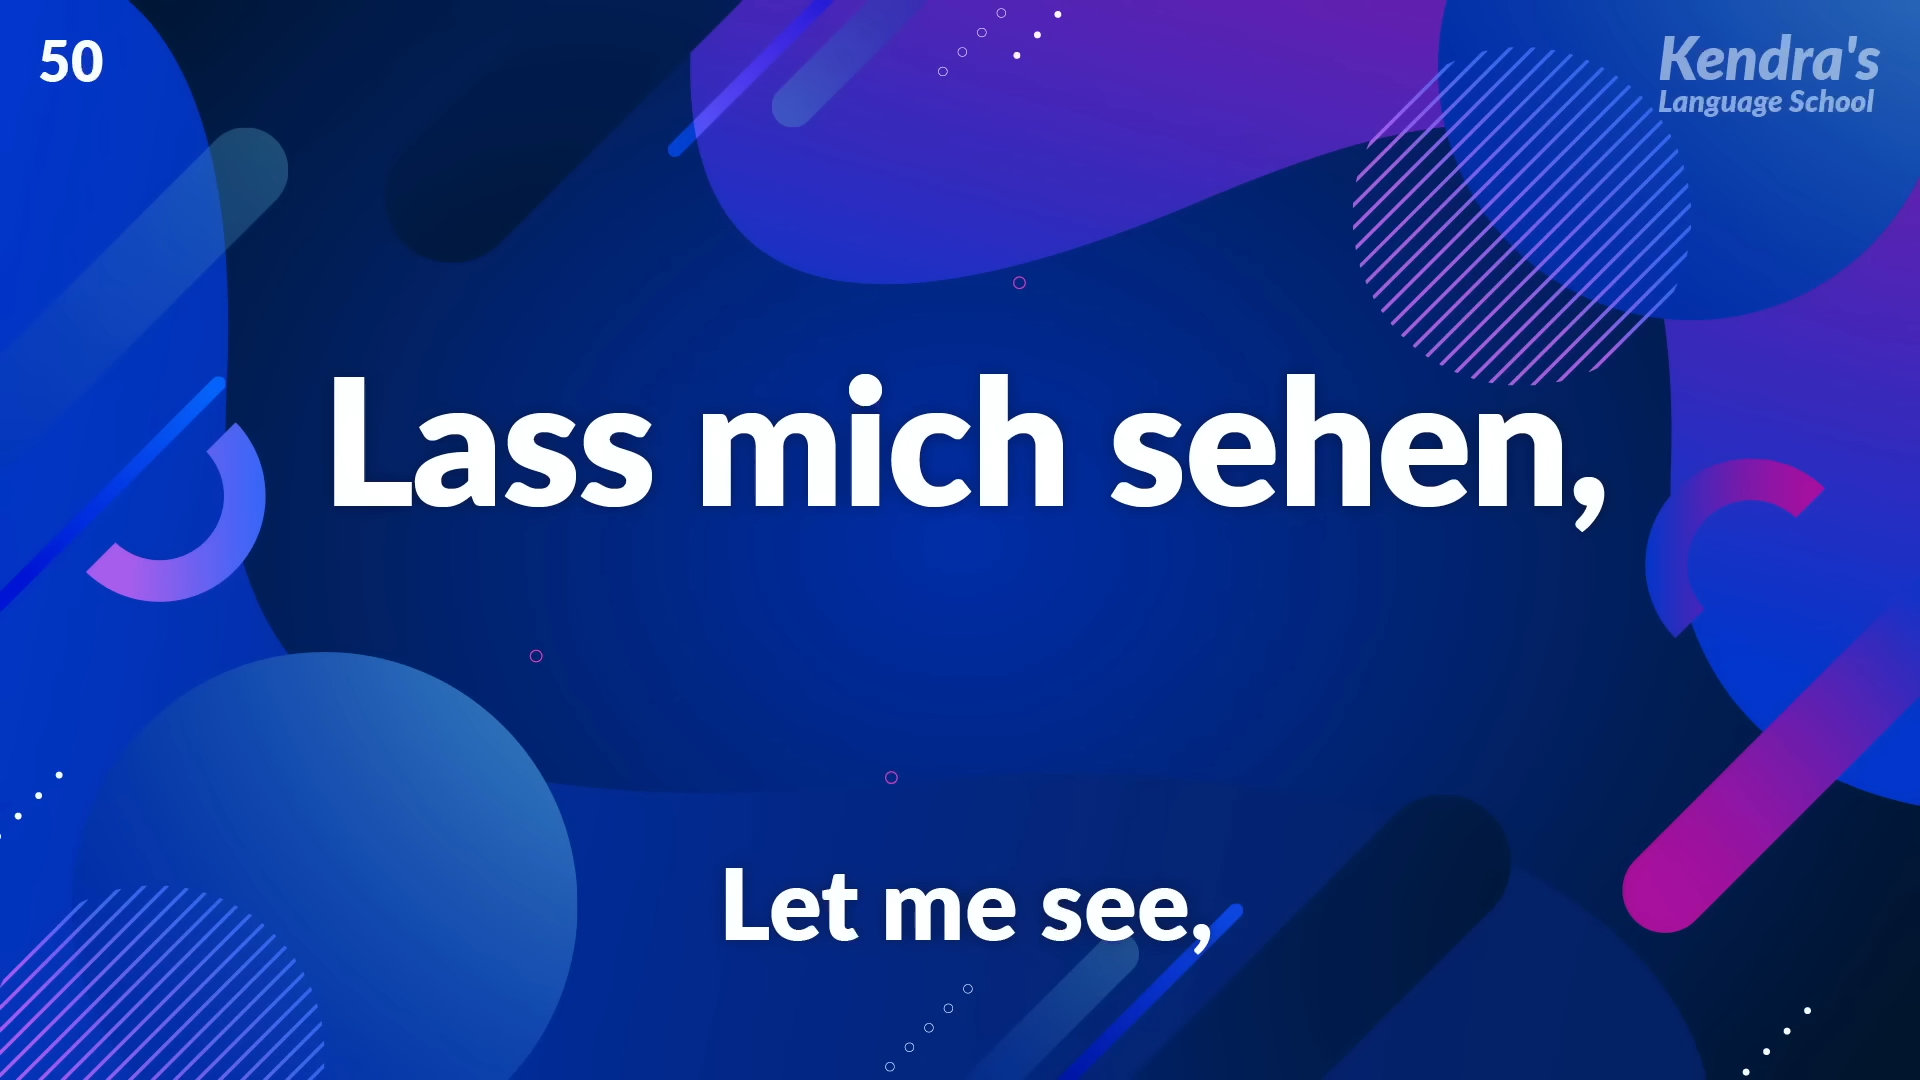 50
Kendra's
Language School
Lass mich sehen,
Let me see,